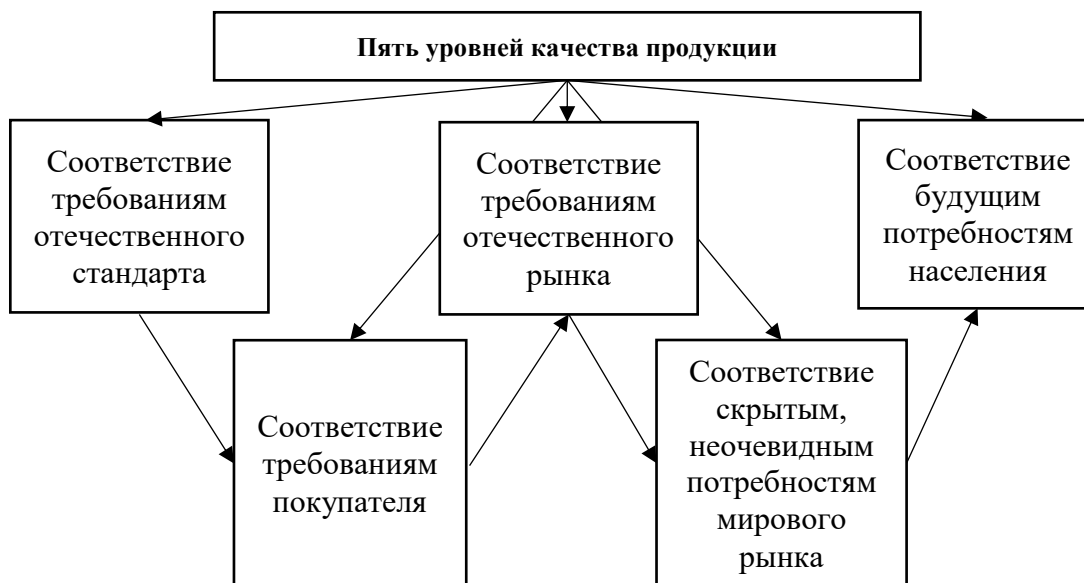 Пять уровней качества продукции
Соответствие
требованиям
отечественного
стандарта
Соответствие
требованиям
отечественного
рынка
Соответствие
будущим
потребностям
населения
Соответствие
требованиям
покупателя
Соответствие
скрытым,
неочевидным
потребностям
мирового
рынка